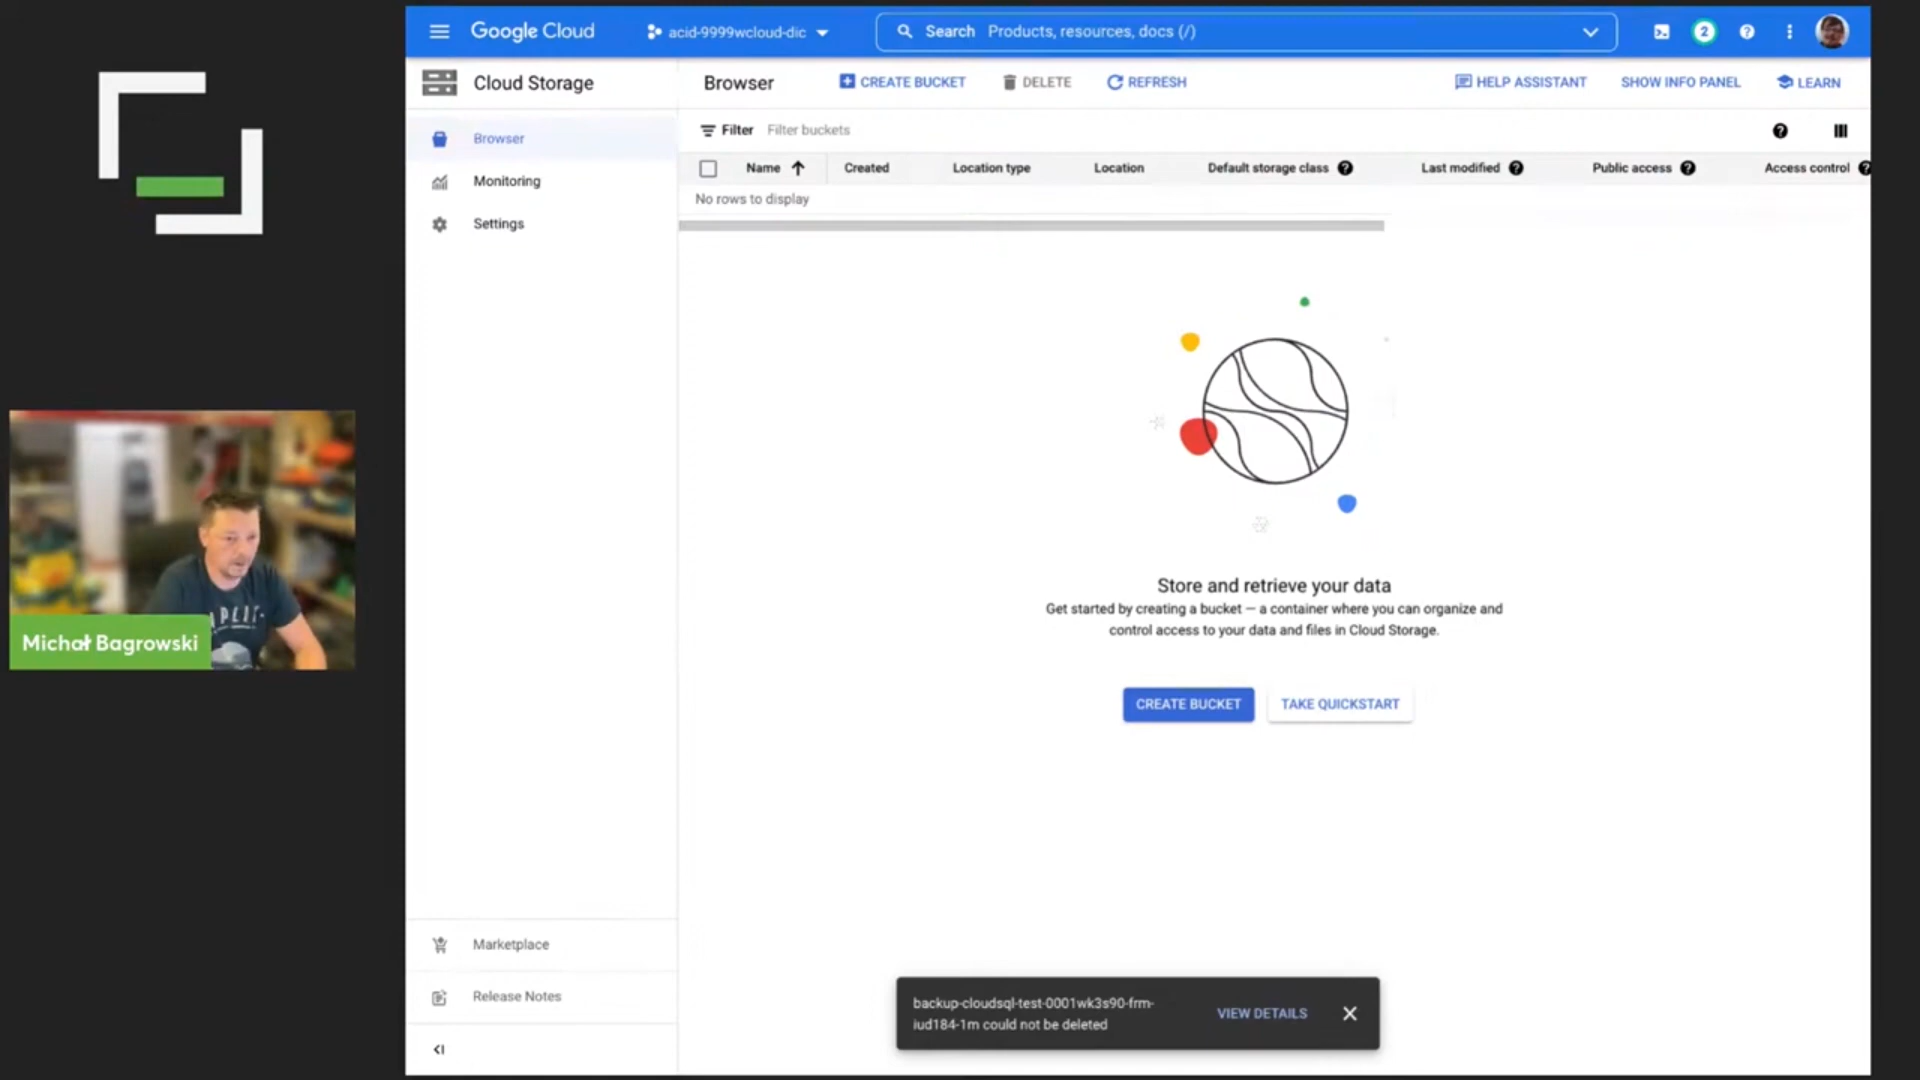 Google Cloud
acid-9999wcloud-dic
Search Products, resources, docs (/)
2
Cloud Storage
Browser
CREATE BUCKET
DELETE
REFRESH
HELP ASSISTANT
SHOW INFO PANEL
LEARN
Browser
Monitoring
Settings
Filter Filter buckets
Name Created Location type Location Default storage class Last modified Public access Access control
No rows to display
Store and retrieve your data
Get started by creating a bucket — a container where you can organize and
control access to your data and files in Cloud Storage.
CREATE BUCKET
TAKE QUICKSTART
Michał Bagrowski
Marketplace
Release Notes
backup-cloudsql-test-0001wk3s90-frm-
iud184-1m could not be deleted
VIEW DETAILS